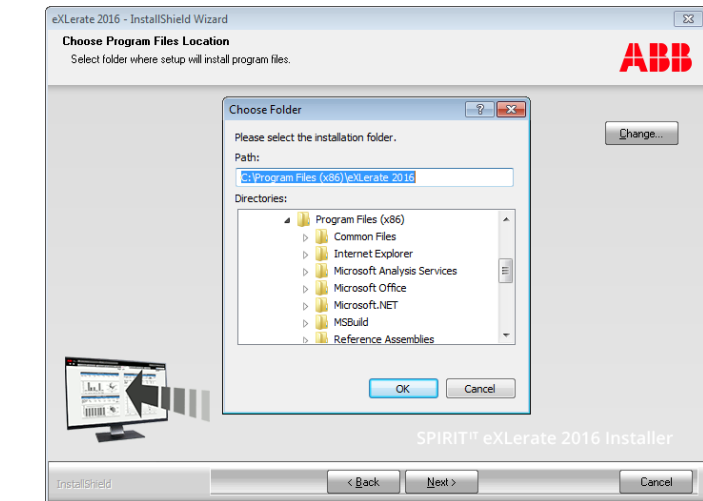 eXLerate 2016 - InstallShield Wizard
Choose Program Files Location
Select folder where setup will install program files.
ABB
Choose Folder
Please select the installation folder.
Path:
C:\Program Files (x86)\eXLerate 2016
Directories:
Program Files (x86)
Common Files
Internet Explorer
Microsoft Analysis Services
Microsoft Office
Microsoft.NET
MSBuild
Reference Assemblies
OK Cancel
Change...
SPIRIT IT eXLerate 2016 Installer
InstallShield
< Back Next > Cancel